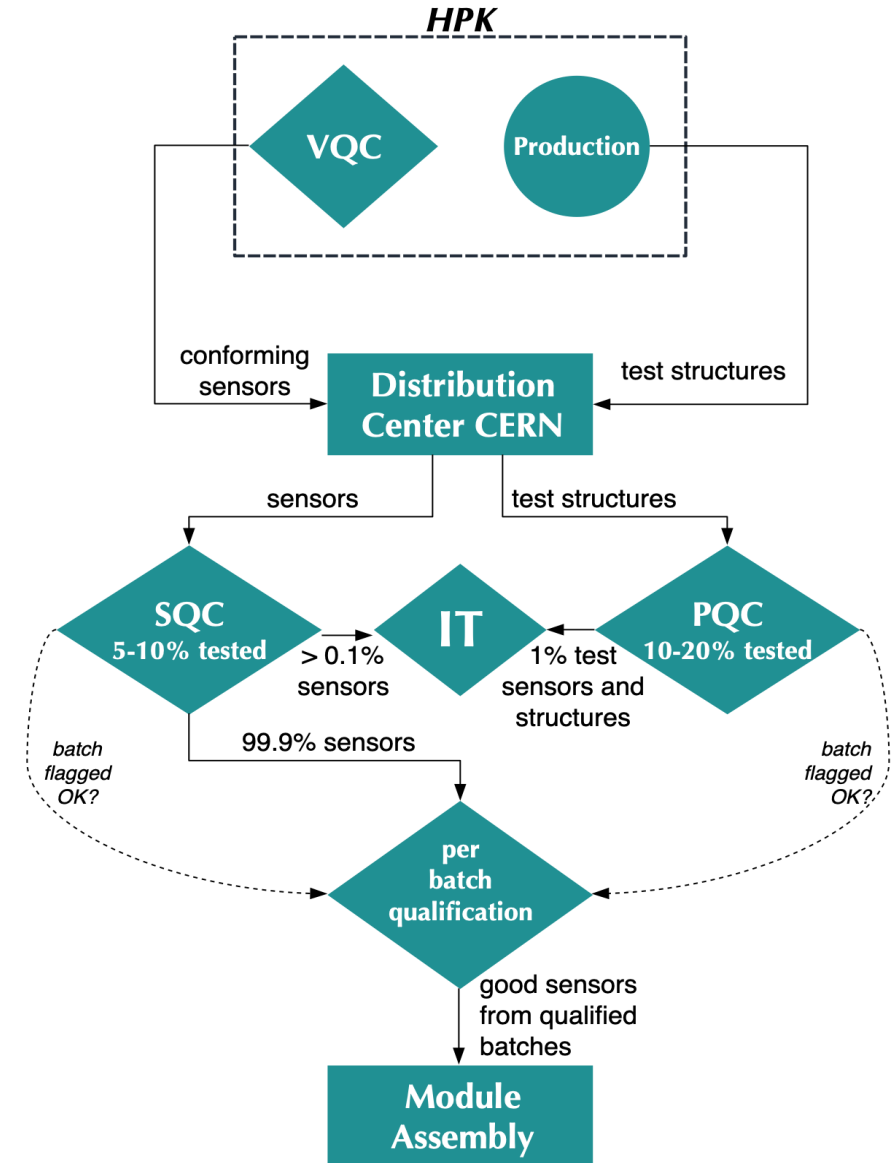 HPK
VQC
Production
conforming
sensors
Distribution
Center CERN
test structures
sensors
test structures
SQC
5-10% tested
IT
PQC
10-20% tested
> 0.1%
sensors
1% test
sensors and
structures
99.9% sensors
batch
flagged
OK?
batch
flagged
OK?
per
batch
qualification
good sensors
from qualified
batches
Module
Assembly